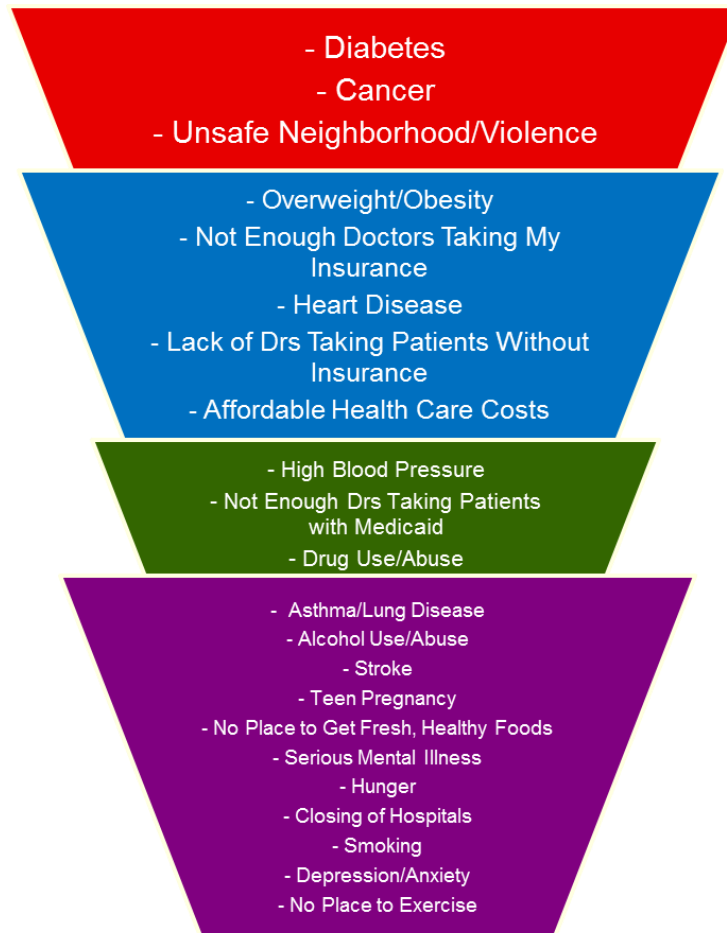 - Diabetes
- Cancer
- Unsafe Neighborhood/Violence
- Overweight/Obesity
- Not Enough Doctors Taking My
Insurance
- Heart Disease
- Lack of Drs Taking Patients Without
Insurance
- Affordable Health Care Costs
- High Blood Pressure
- Not Enough Drs Taking Patients
with Medicaid
- Drug Use/Abuse
- Asthma/Lung Disease
- Alcohol Use/Abuse
- Stroke
- Teen Pregnancy
- No Place to Get Fresh, Healthy Foods
- Serious Mental Illness
- Hunger
- Closing of Hospitals
- Smoking
- Depression/Anxiety
- No Place to Exercise